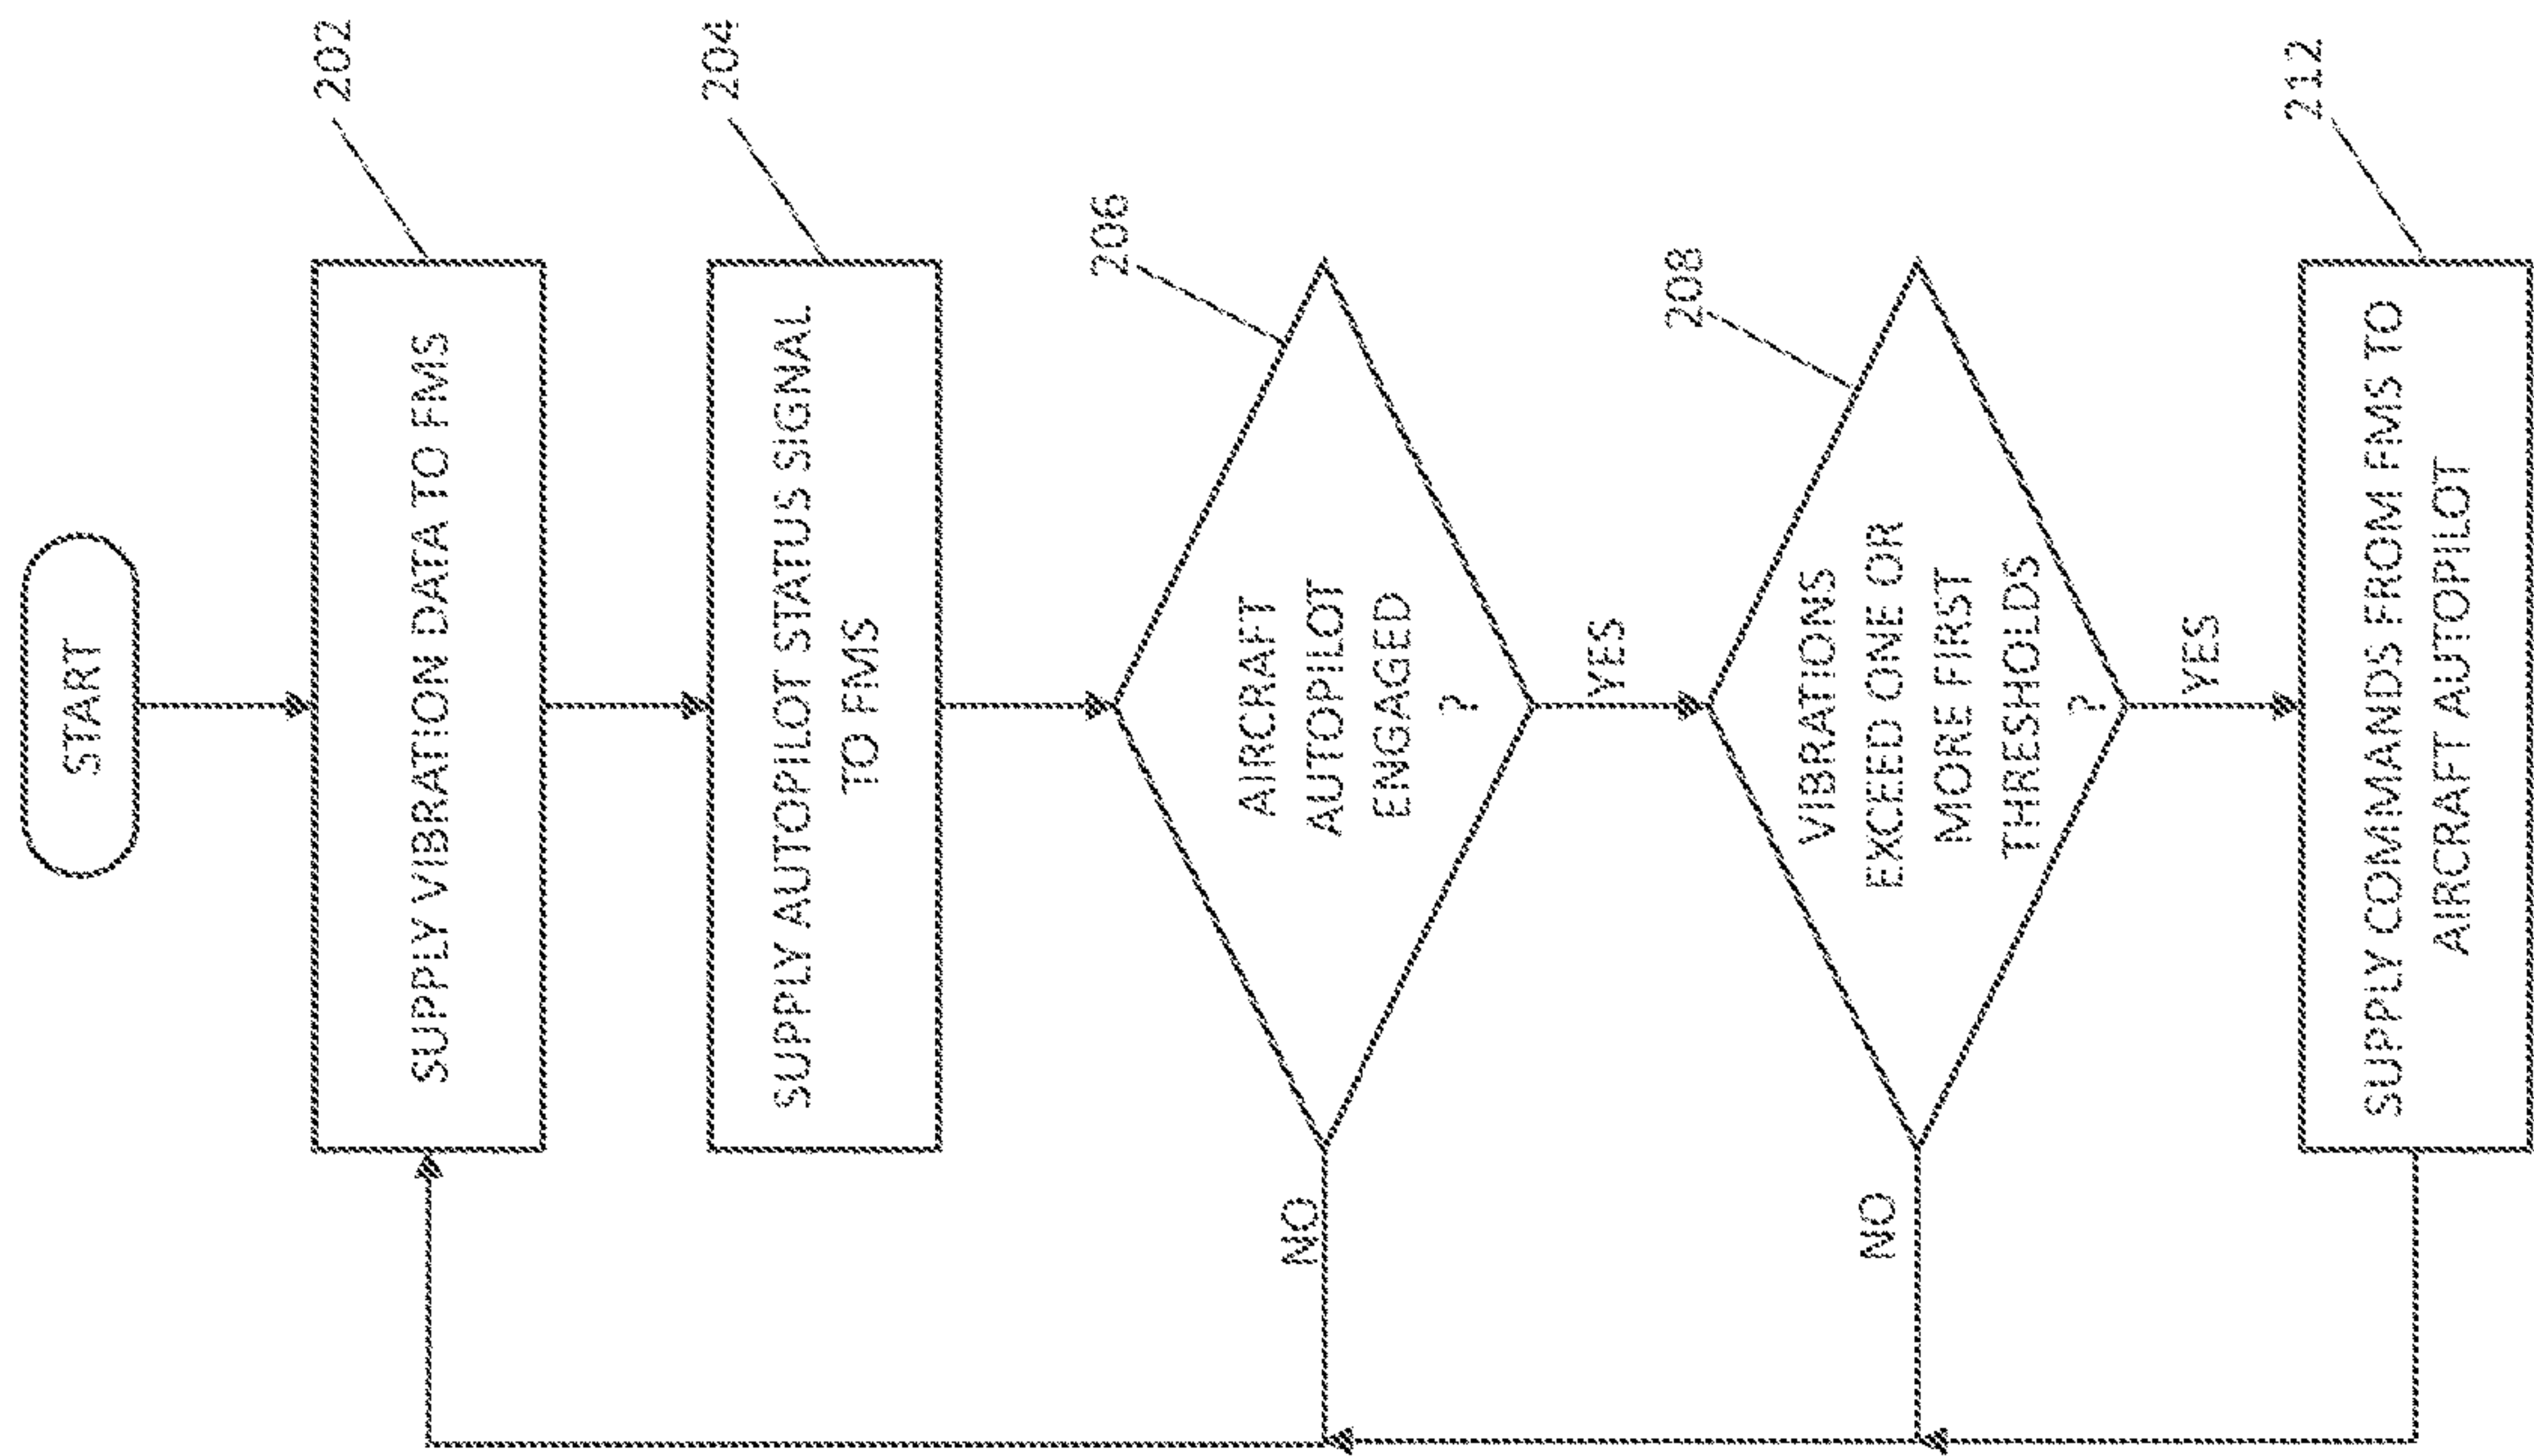 START
SUPPLY VIBRATION DATA TO FMS
202
SUPPLY AUTOPILOT STATUS SIGNAL
TO FMS
204
AIRCRAFT
AUTOPILOT
ENGAGED
?
206
NO
YES
VIBRATIONS
EXCEED ONE OR
MORE FIRST
THRESHOLDS
?
208
NO
YES
SUPPLY COMMANDS FROM FMS TO
AIRCRAFT AUTOPILOT
212